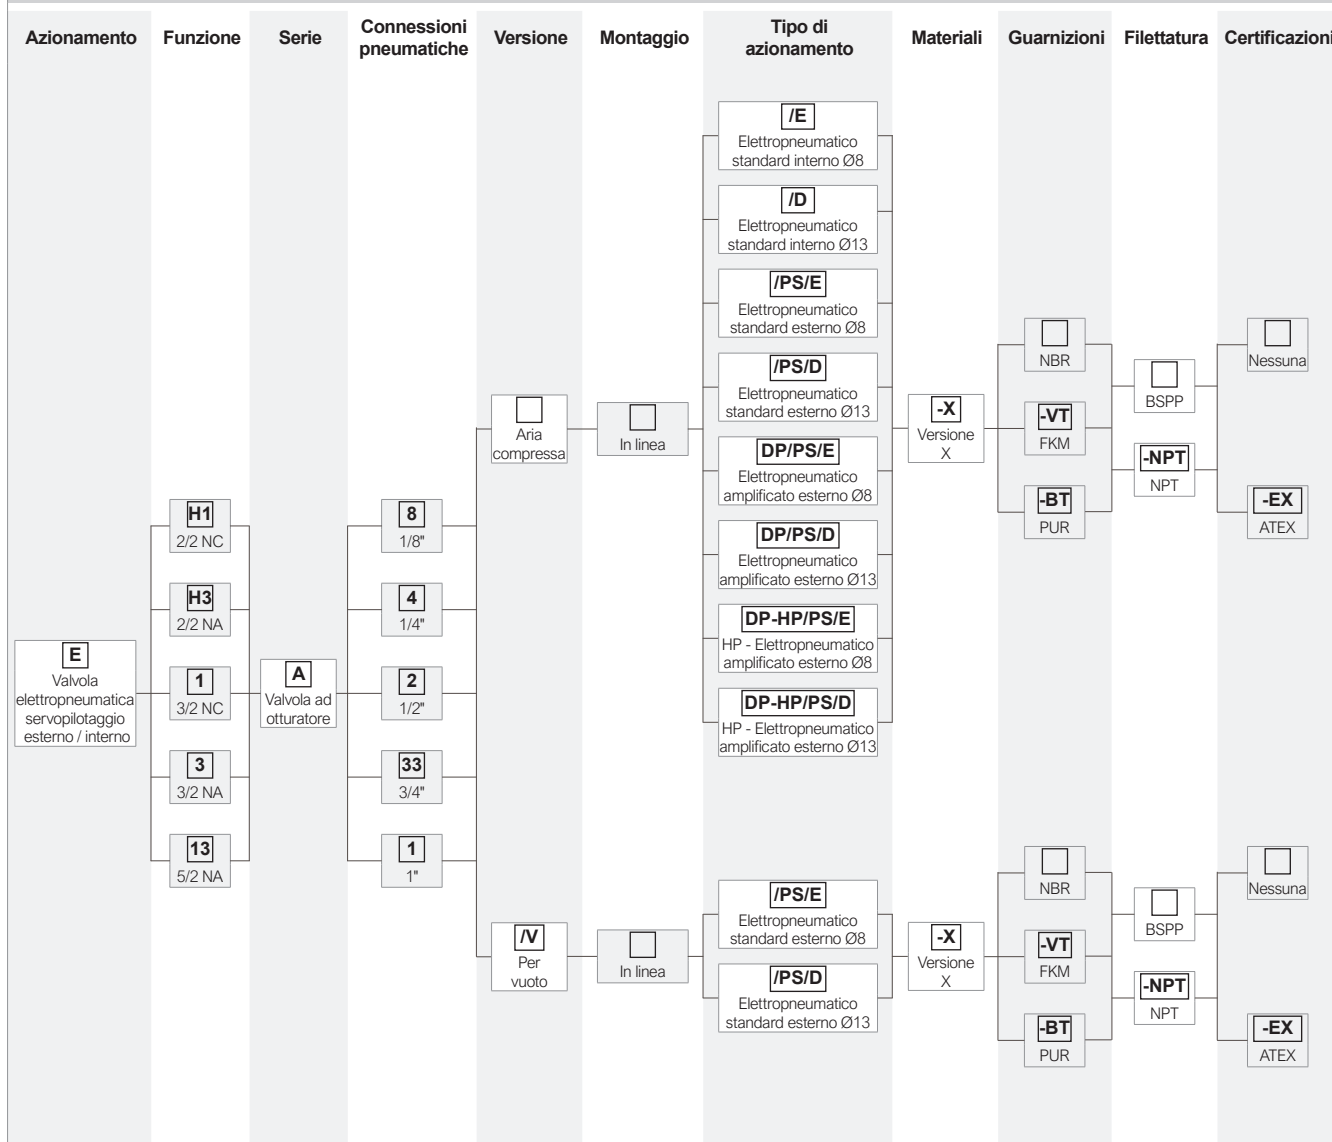 Azionamento
Funzione
Serie
Connessioni
pneumatiche
Versione
Montaggio
Tipo di
azionamento
Materiali
Guarnizioni
Filettatura
Certificazioni
E
Valvola
elettropneumatica
servopilotaggio
esterno / interno
H1
2/2 NC
H3
2/2 NA
1
3/2 NC
3
3/2 NA
13
5/2 NA
A
Valvola ad
otturatore
8
1/8"
4
1/4"
2
1/2"
33
3/4"
1
1"
Aria
compressa
In linea
/E
Elettropneumatico
standard interno Ø8
/D
Elettropneumatico
standard interno Ø13
/PS/E
Elettropneumatico
standard esterno Ø8
/PS/D
Elettropneumatico
standard esterno Ø13
DP/PS/E
Elettropneumatico
amplificato esterno Ø8
DP/PS/D
Elettropneumatico
amplificato esterno Ø13
DP-HP/PS/E
HP - Elettropneumatico
amplificato esterno Ø8
DP-HP/PS/D
HP - Elettropneumatico
amplificato esterno Ø13
-X
Versione
X
NBR
-VT
FKM
-BT
PUR
BSPP
-NPT
NPT
Nessuna
-EX
ATEX
/V
Per
vuoto
In linea
/PS/E
Elettropneumatico
standard esterno Ø8
/PS/D
Elettropneumatico
standard esterno Ø13
-X
Versione
X
NBR
-VT
FKM
-BT
PUR
BSPP
-NPT
NPT
Nessuna
-EX
ATEX